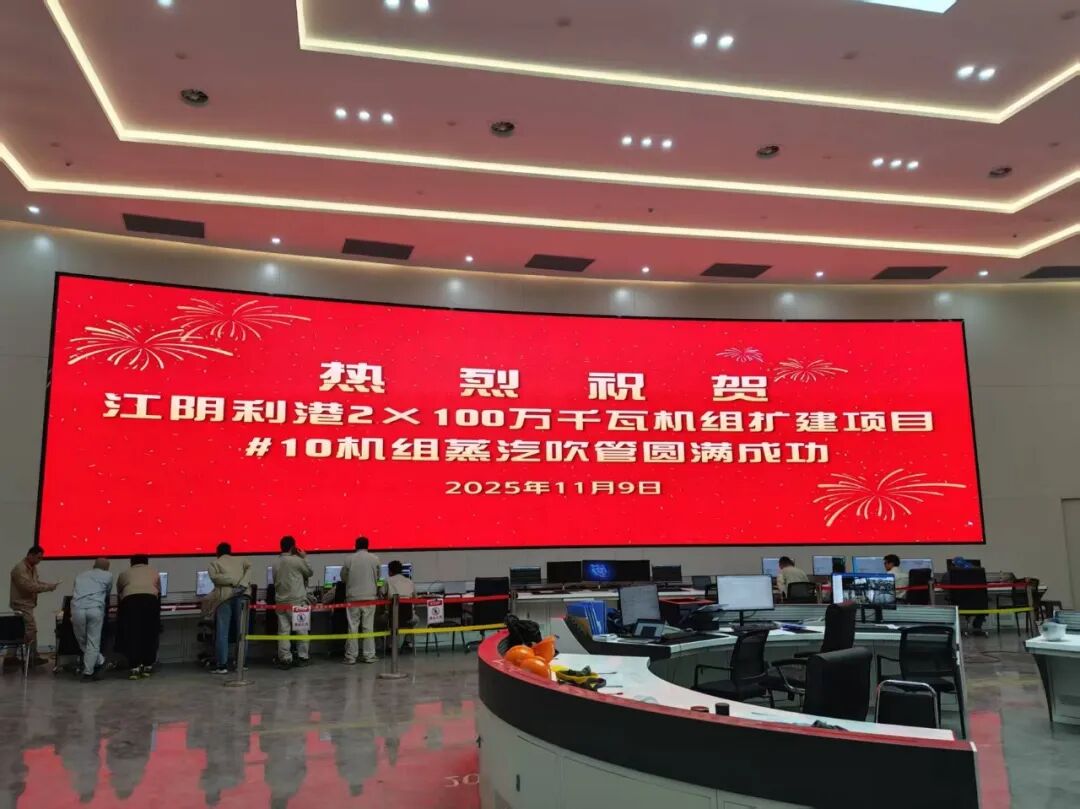 热烈祝贺
江阴利港2×100万千瓦机组扩建项目
#10机组蒸汽吹管圆满成功
2025年11月9日